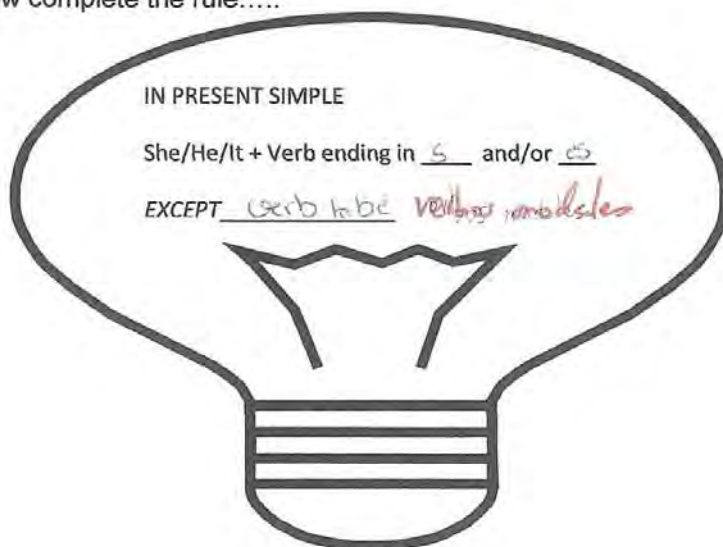 w complete the rule.....
IN PRESENT SIMPLE
She/He/It + Verb ending in s and/or es
EXCEPT verb to be verbos modales